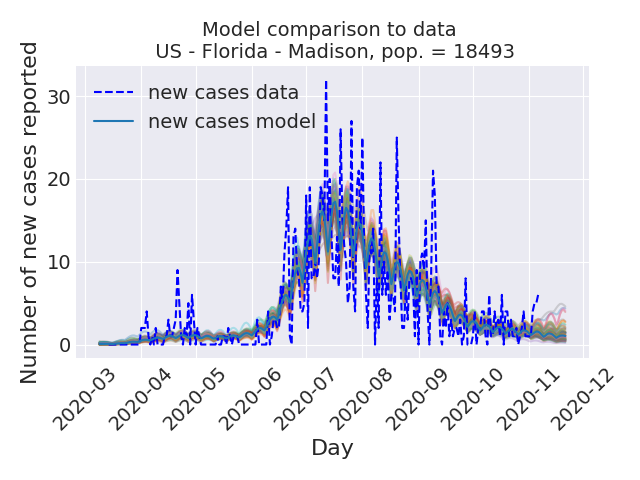 Model comparison to data
US - Florida - Madison, pop. = 18493
Number of new cases reported
30
20
10
0
new cases data
new cases model
2020-03
2020-04
2020-05
2020-06
2020-07
2020-08
2020-09
2020-10
2020-11
2020-12
Day